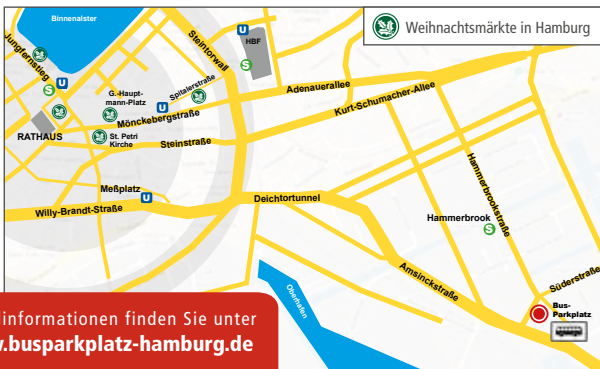 Binnenalster
Weihnachtsmärkte in Hamburg
Jungfernstieg
Steintorwall
U
HBF
S
U
S
G.-Haupt-
mann-Platz
Spitalerstraße
U
Adenauerallee
Mönckebergstraße
Kurt-Schumacher-Allee
RATHAUS
St. Petri
Kirche
Steinstraße
Meßplatz
U
Willy-Brandt-Straße
Deichtortunnel
Hammerbrookstraße
Hammerbrook
S
Amsinckstraße
Süderstraße
Oberhafen
Bus-
Parkplatz
informationen finden Sie unter
.busparkplatz-hamburg.de